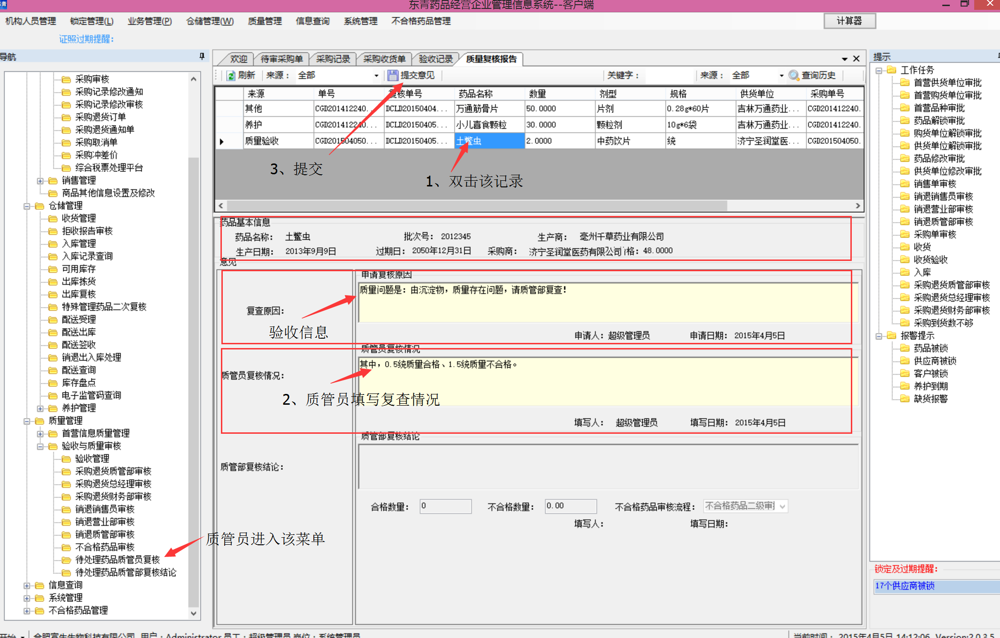 东青药品经营企业管理信息系统--客户端
机构人员管理 锁定管理(L) 业务管理(P) 仓储管理(W) 质量管理 信息查询 系统管理 不合格药品管理 计算器
证照过期提醒：
导航
采购审核
采购记录修改通知
采购记录修改审核
采购退货订单
采购退货通知单
采购取消单
采购冲差价
综合税票处理平台
销售管理
商品其他信息设置及修改
仓储管理
收货管理
拒收报告审核
入库管理
入库记录查询
可用库存
出库拣货
出库复核
特殊管理药品二次复核
配送受理
配送出库
配送签收
销退出入库处理
配送查询
库存盘点
电子监管码查询
养护管理
质量管理
首营信息质量管理
验收与质量审核
验收管理
采购退货质管部审核
采购退货总经理审核
采购退货财务部审核
销退销售员审核
销退营业部审核
销退质管部审核
不合格药品审核
待处理药品质管员复核
待处理药品质管部复核结论
信息查询
系统管理
不合格药品管理
质管员进入该菜单
欢迎 待审采购单 采购记录 采购收货单 验收记录 质量复核报告
刷新 来源： 全部 提交意见 关键字： 来源： 全部 查询历史
来源 单号 复核单号 药品名称 数量 剂型 规格 供货单位 采购单号
其他 CGD201412240... DCLD20150404... 万通筋骨片 50.0000 片剂 0.28g*60片 吉林万通药业... CGD201412240.
养护 CGD201412240... DCLD20150405... 小儿喜食颗粒 30.0000 颗粒剂 10g*6袋 吉林万通药业... CGD201412240.
质量验收 CGD201504050... DCLD20150405... 土鳖虫 2.0000 中药饮片 统 济宁圣润堂医... CGD201504050.
3、提交
1、双击该记录
药品基本信息
药品名称： 土鳖虫 批次号： 2012345 生产商： 亳州千草药业有限公司
生产日期： 2013年9月9日 过期日： 2050年12月31日 采购商： 济宁圣润堂医药有限公司 格： 48.0000
意见
申请复核原因
质量问题是：由沉淀物，质量存在问题，请质管部复查！
复查原因：
验收信息
申请人：超级管理员 申请日期： 2015年4月5日
质管员复核情况
其中，0.5统质量合格、1.5统质量不合格。
质管员复核情况：
2、质管员填写复查情况
填写人： 超级管理员 填写日期： 2015年4月5日
质管部复核结论
质管部复核结论：
合格数量： 0 不合格数量： 0.00 不合格药品审核流程： 不合格药品二级审
填写人： 填写日期：
提示
工作任务
首营供货单位审批
首营购货单位审批
首营品种审批
药品解锁审批
购货单位解锁审批
供货单位解锁审批
药品修改审批
供货单位修改审批
销售单审核
销退销售员审核
销退营业部审核
销退质管部审核
采购单审核
收货
收货验收
入库
采购退货质管部审核
采购退货总经理审核
采购退货财务部审核
采购到货数不够
报警提示
药品被锁
供应商被锁
客户被锁
养护到期
缺货报警
锁定及过期提醒：
17个供应商被锁
开始 合肥富生生物科技有限公司 用户：Administrator 员工：超级管理员 岗位：系统管理员 当前时间： 2015年4月5日 14:12:06 Version:2.0.3.5